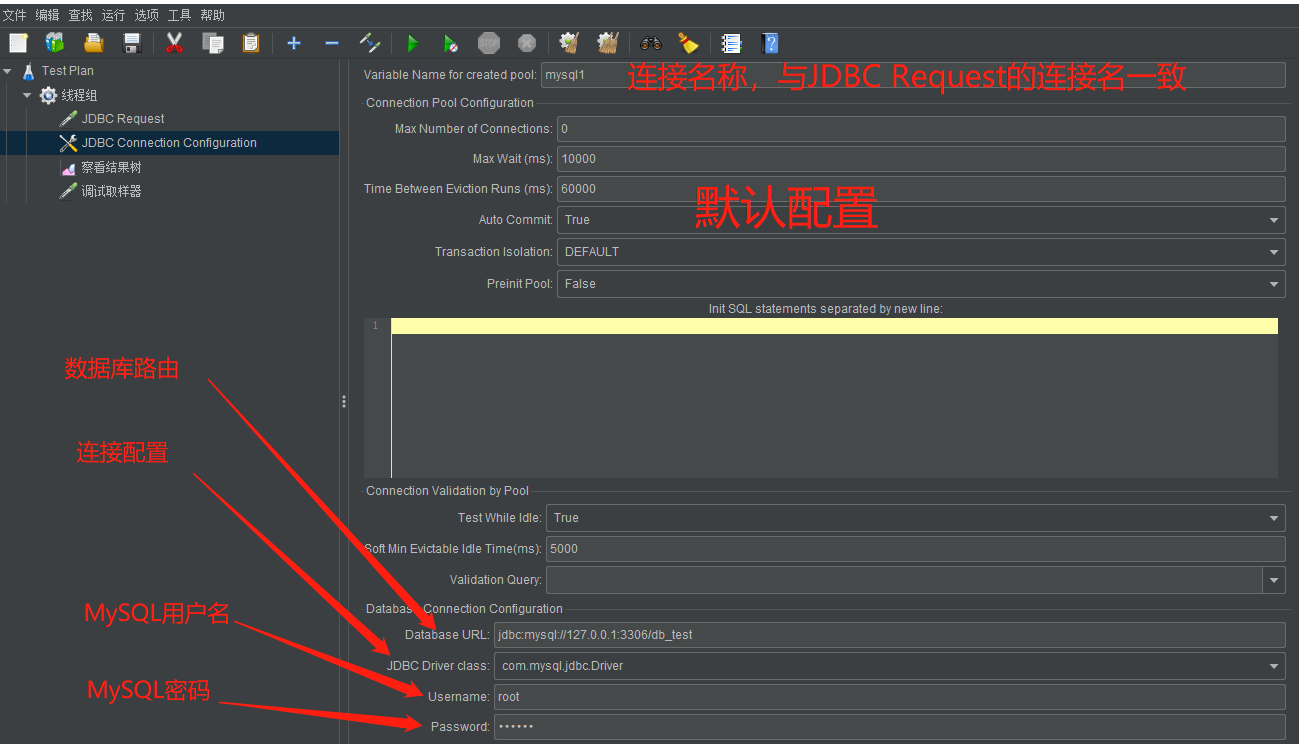 文件 编辑 查找 运行 选项 工具 帮助
STOP
Test Plan
线程组
JDBC Request
JDBC Connection Configuration
察看结果树
调试取样器
Variable Name for created pool: mysql1
连接名称，与JDBC Request的连接名一致
Connection Pool Configuration
Max Number of Connections: 0
Max Wait (ms): 10000
Time Between Eviction Runs (ms): 60000
默认配置
Auto Commit: True
Transaction Isolation: DEFAULT
Preinit Pool: False
Init SQL statements separated by new line:
1
数据库路由
连接配置
Connection Validation by Pool
Test While Idle: True
Soft Min Evictable Idle Time(ms): 5000
Validation Query:
MySQL用户名
Database Connection Configuration
Database URL: jdbc:mysql://127.0.0.1:3306/db_test
JDBC Driver class: com.mysql.jdbc.Driver
MySQL密码
Username: root
Password: ••••••